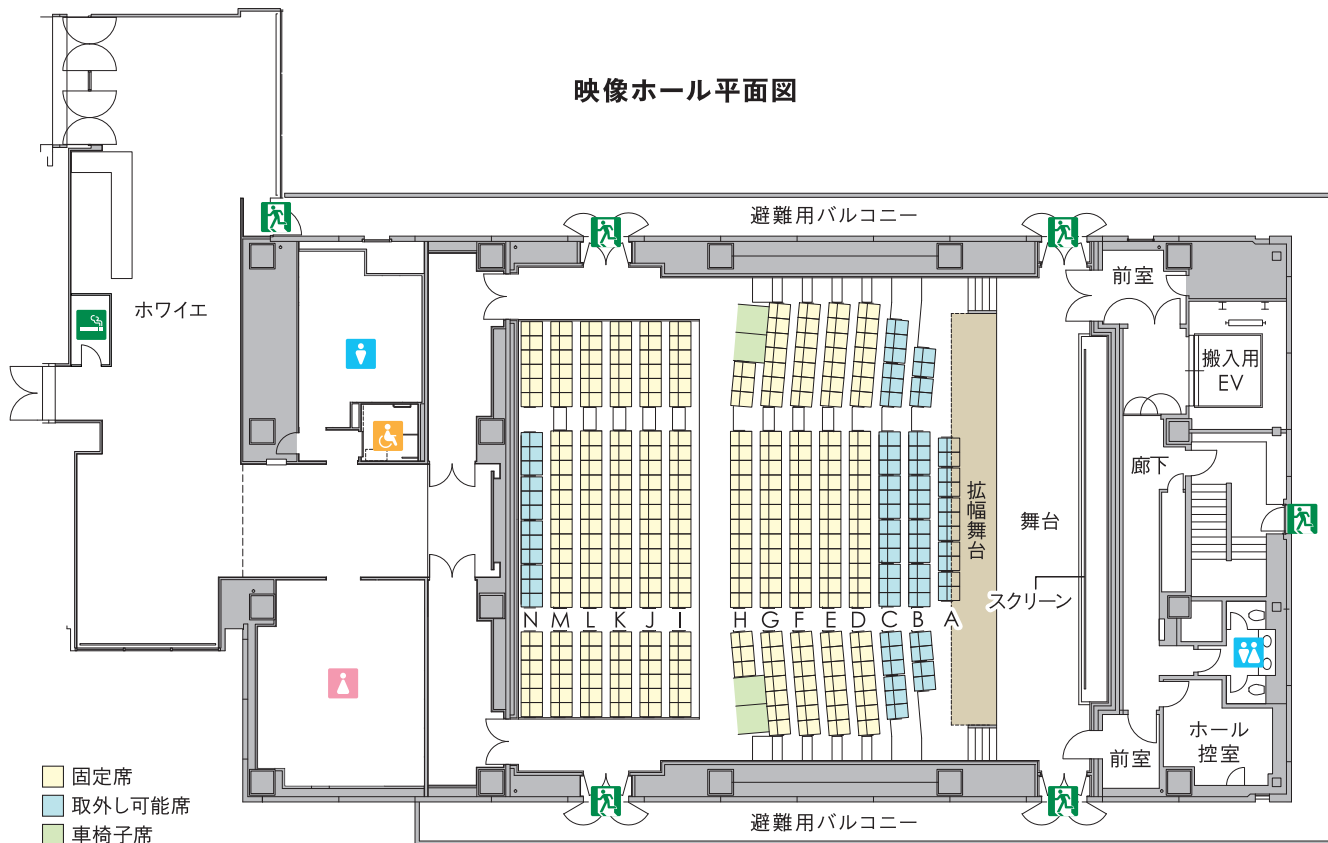 映像ホール平面図
避難用バルコニー
前室
ホワイエ
搬入用
EV
廊下
拡幅舞台
舞台
スクリーン
N M L K J I H G F E D C B A
ホール
控室
前室
固定席
取外し可能席
車椅子席
避難用バルコニー